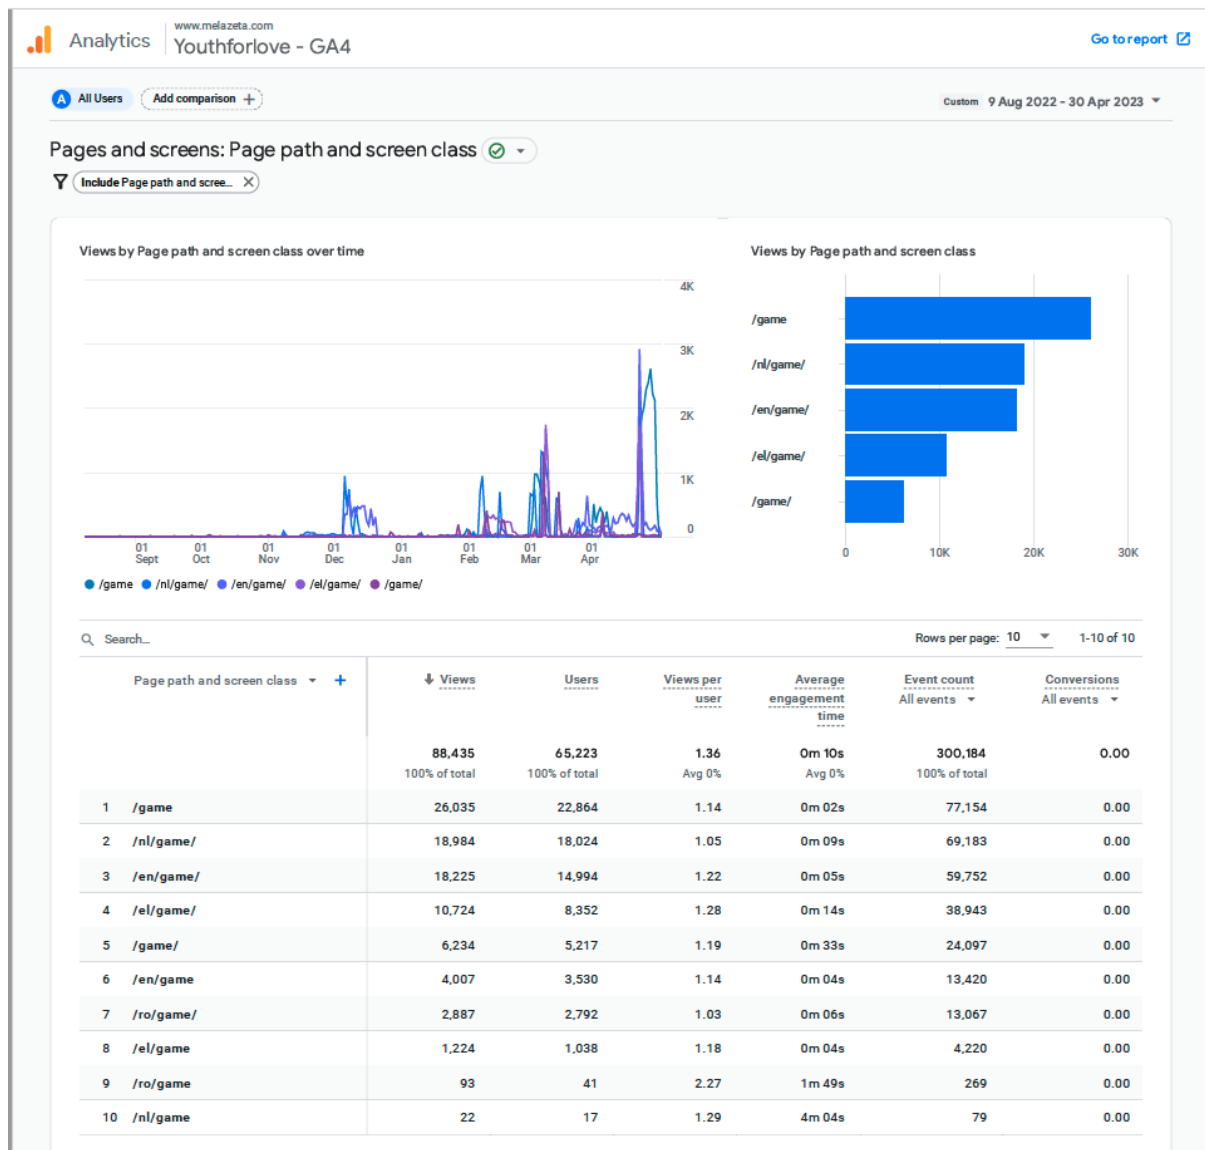 Analytics
www.melazeta.com
Youthforlove - GA4
Go to report
A All Users
Add comparison +
Custom 9 Aug 2022 - 30 Apr 2023
Pages and screens: Page path and screen class
Include Page path and scree...
Views by Page path and screen class over time
4K
3K
2K
1K
0
01 Sept
01 Oct
01 Nov
01 Dec
01 Jan
01 Feb
01 Mar
01 Apr
/game /nl/game/ /en/game/ /el/game/ /game/
Views by Page path and screen class
/game
/nl/game/
/en/game/
/el/game/
/game/
0 10K 20K 30K
Search...
Rows per page: 10 1-10 of 10
Page path and screen class + Views Users Views per user Average engagement time Event count All events Conversions All events
88,435 65,223 1.36 0m 10s 300,184 0.00
100% of total 100% of total Avg 0% Avg 0% 100% of total
1 /game 26,035 22,864 1.14 0m 02s 77,154 0.00
2 /nl/game/ 18,984 18,024 1.05 0m 09s 69,183 0.00
3 /en/game/ 18,225 14,994 1.22 0m 05s 59,752 0.00
4 /el/game/ 10,724 8,352 1.28 0m 14s 38,943 0.00
5 /game/ 6,234 5,217 1.19 0m 33s 24,097 0.00
6 /en/game 4,007 3,530 1.14 0m 04s 13,420 0.00
7 /ro/game/ 2,887 2,792 1.03 0m 06s 13,067 0.00
8 /el/game 1,224 1,038 1.18 0m 04s 4,220 0.00
9 /ro/game 93 41 2.27 1m 49s 269 0.00
10 /nl/game 22 17 1.29 4m 04s 79 0.00